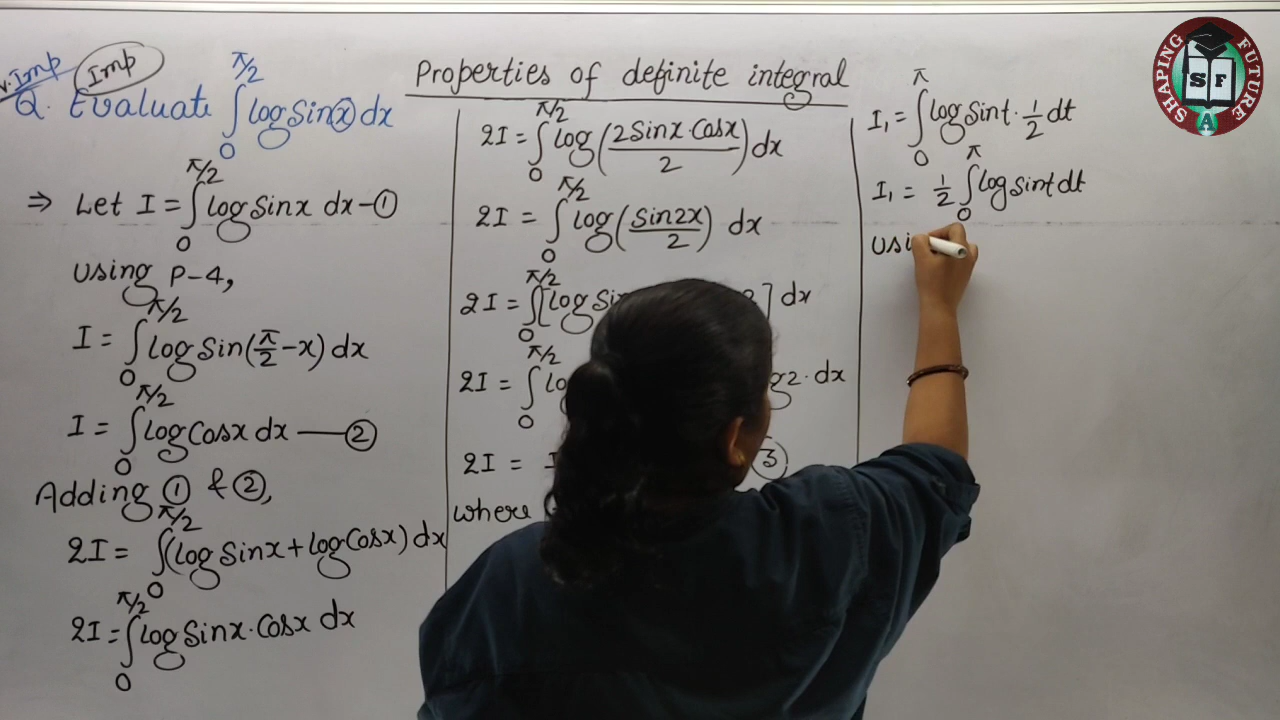 v. Imp Imp
Properties of definite integral
Q. Evaluate ∫₀^{π/2} log sin x dx
⇒ Let I = ∫₀^{π/2} log sin x dx — ①
using P-4,
I = ∫₀^{π/2} log sin(π/2 - x) dx
I = ∫₀^{π/2} log cos x dx — ②
Adding ① & ②,
2I = ∫₀^{π/2} (log sin x + log cos x) dx
2I = ∫₀^{π/2} log sin x · cos x dx
2I = ∫₀^{π/2} log (2 sin x · cos x / 2) dx
2I = ∫₀^{π/2} log (sin 2x / 2) dx
2I = ∫₀^{π/2} [log sin ] dx
2I = ∫₀^{π/2} 2 · dx
2I = ③
where
I₁ = ∫₀^{π} log sin t · 1/2 dt
I₁ = 1/2 ∫₀^{π} log sin t dt
usi
SHAPING FUTURE
SF
A